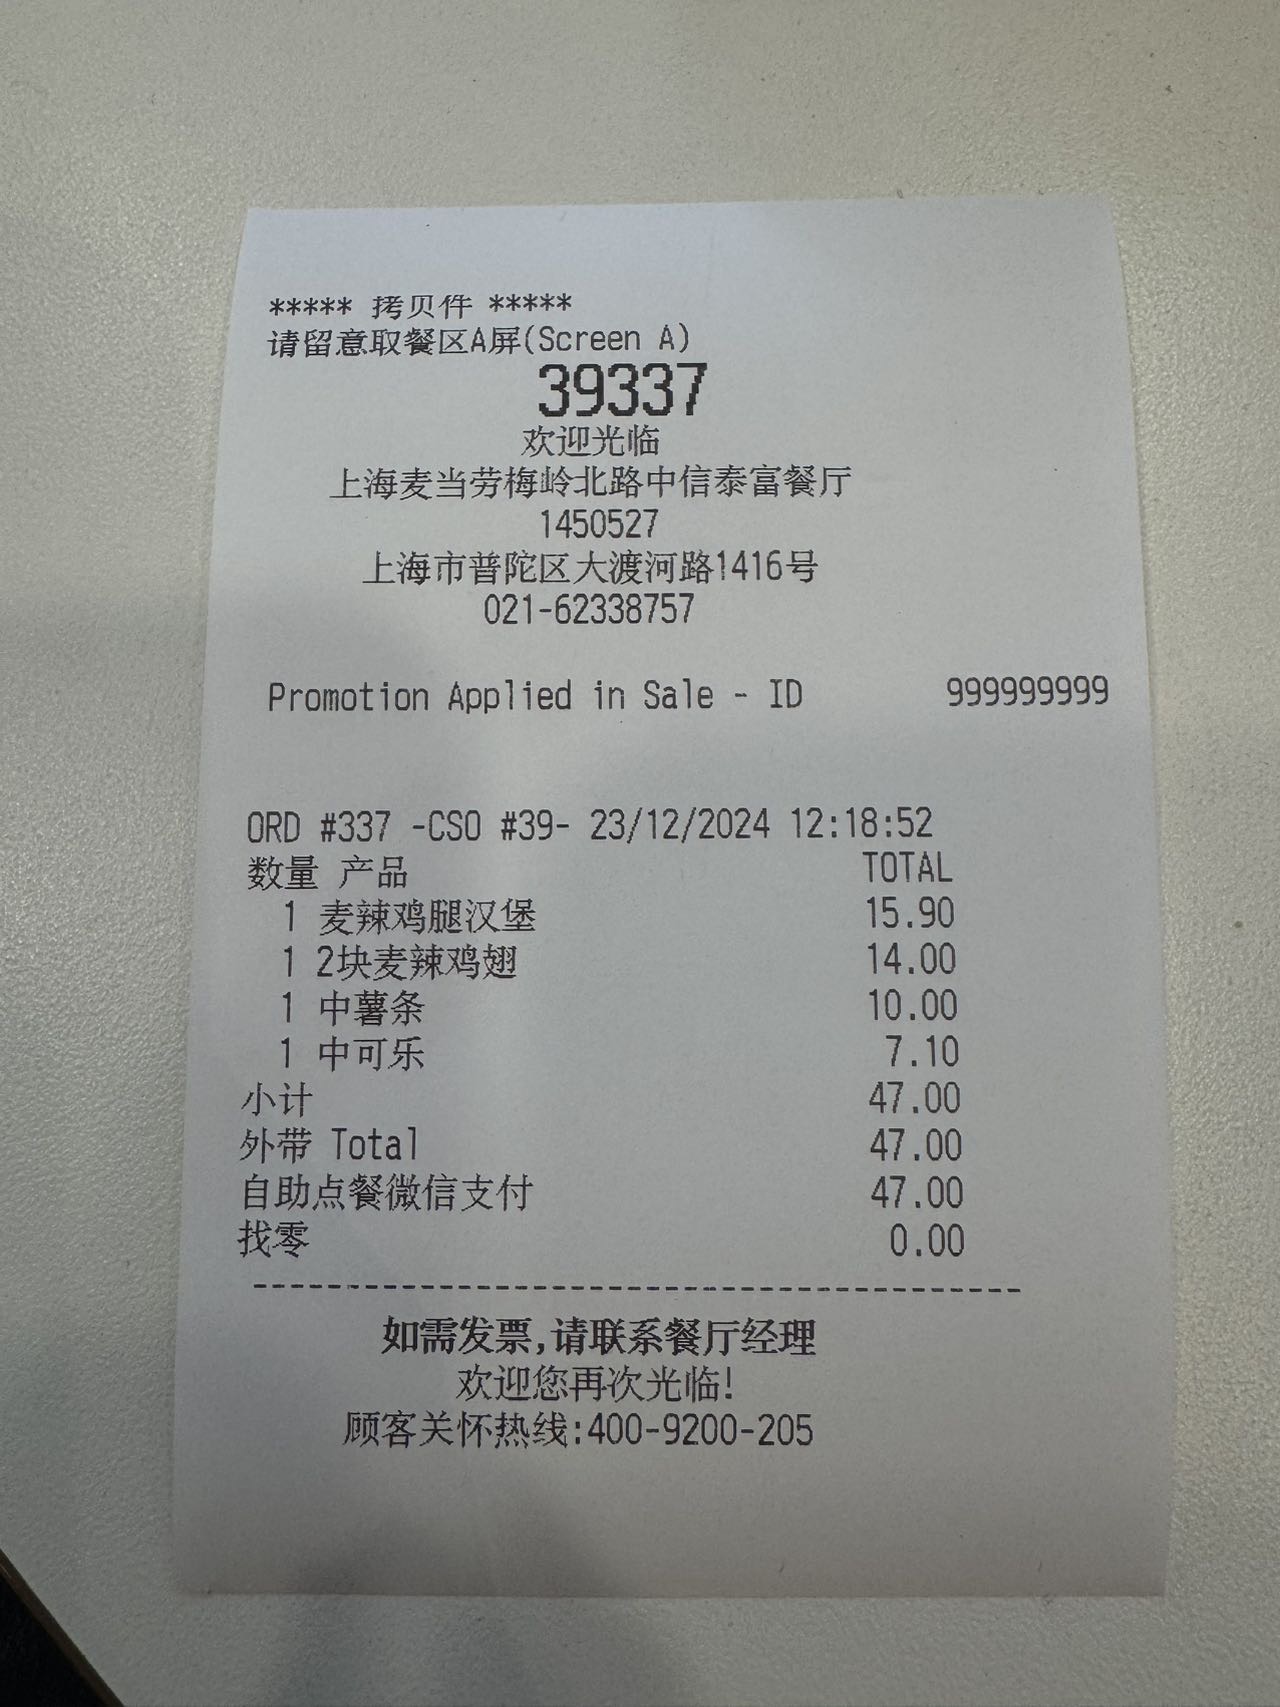 ***** 拷贝件 *****
请留意取餐区A屏(Screen A)
39337
欢迎光临
上海麦当劳梅岭北路中信泰富餐厅
1450527
上海市普陀区大渡河路1416号
021-62338757
Promotion Applied in Sale - ID 999999999
ORD #337 -CSO #39- 23/12/2024 12:18:52
数量 产品 TOTAL
1 麦辣鸡腿汉堡 15.90
1 2块麦辣鸡翅 14.00
1 中薯条 10.00
1 中可乐 7.10
小计 47.00
外带 Total 47.00
自助点餐微信支付 47.00
找零 0.00
--------------------------------------
如需发票,请联系餐厅经理
欢迎您再次光临!
顾客关怀热线:400-9200-205